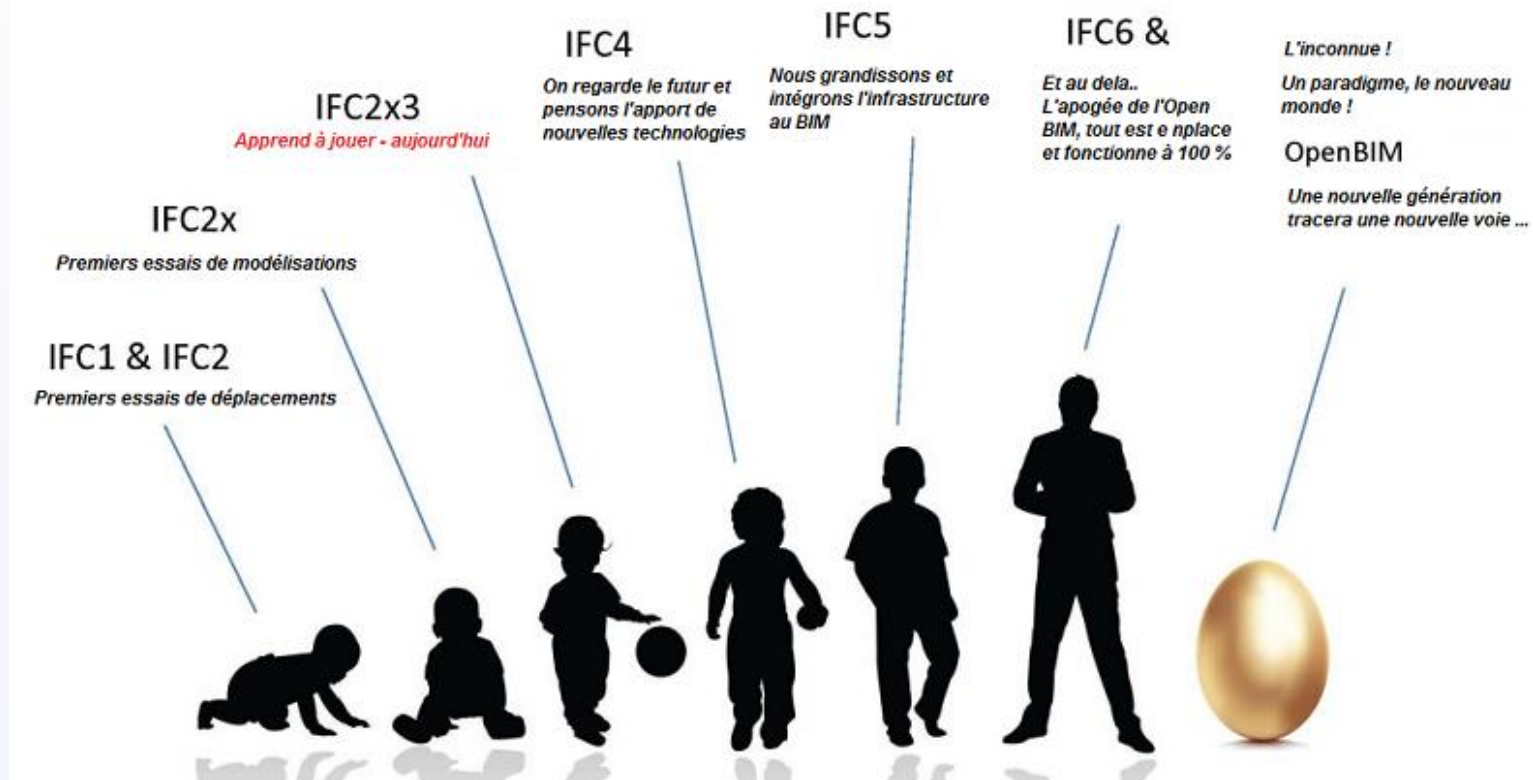 IFC1 & IFC2
Premiers essais de déplacements
IFC2x
Premiers essais de modélisations
IFC2x3
Apprend à jouer - aujourd'hui
IFC4
On regarde le futur et
pensons l'apport de
nouvelles technologies
IFC5
Nous grandissons et
intégrons l'infrastructure
au BIM
IFC6 &
Et au dela..
L'apogée de l'Open
BIM, tout est e nplace
et fonctionne à 100 %
L'inconnue !
Un paradigme, le nouveau
monde !
OpenBIM
Une nouvelle génération
tracera une nouvelle voie ...